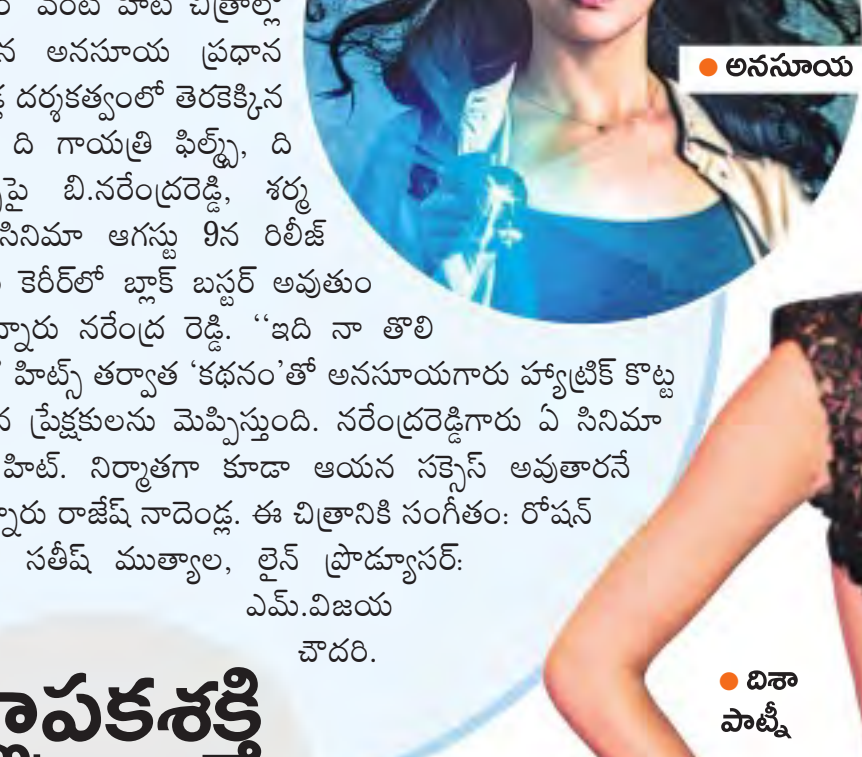 వంటి హిట్ చిత్రాల్లో
అనసూయ ప్రధాన
దర్శకత్వంలో తెరకెక్కిన
ది గాయత్రి ఫిల్మ్స్, ది
బి.నరేంద్రరెడ్డి, శర్మ
సినిమా ఆగస్టు 9న రిలీజ్
కెరీర్‌లో బ్లాక్ బస్టర్ అవుతుం
న్నారు నరేంద్ర రెడ్డి. ‘‘ఇది నా తొలి
హిట్స్ తర్వాత ‘కథనం’తో అనసూయగారు హ్యాట్రిక్ కొట్ట
న ప్రేక్షకులను మెప్పిస్తుంది. నరేంద్రరెడ్డిగారు ఏ సినిమా
హిట్. నిర్మాతగా కూడా ఆయన సక్సెస్ అవుతారనే
న్నారు రాజేష్ నాదెండ్ల. ఈ చిత్రానికి సంగీతం: రోషన్
సతీష్ ముత్యాల, లైన్ ప్రొడ్యూసర్:
ఎమ్.విజయ
చౌదరి.
అనసూయ
దిశా
పాట్నీ